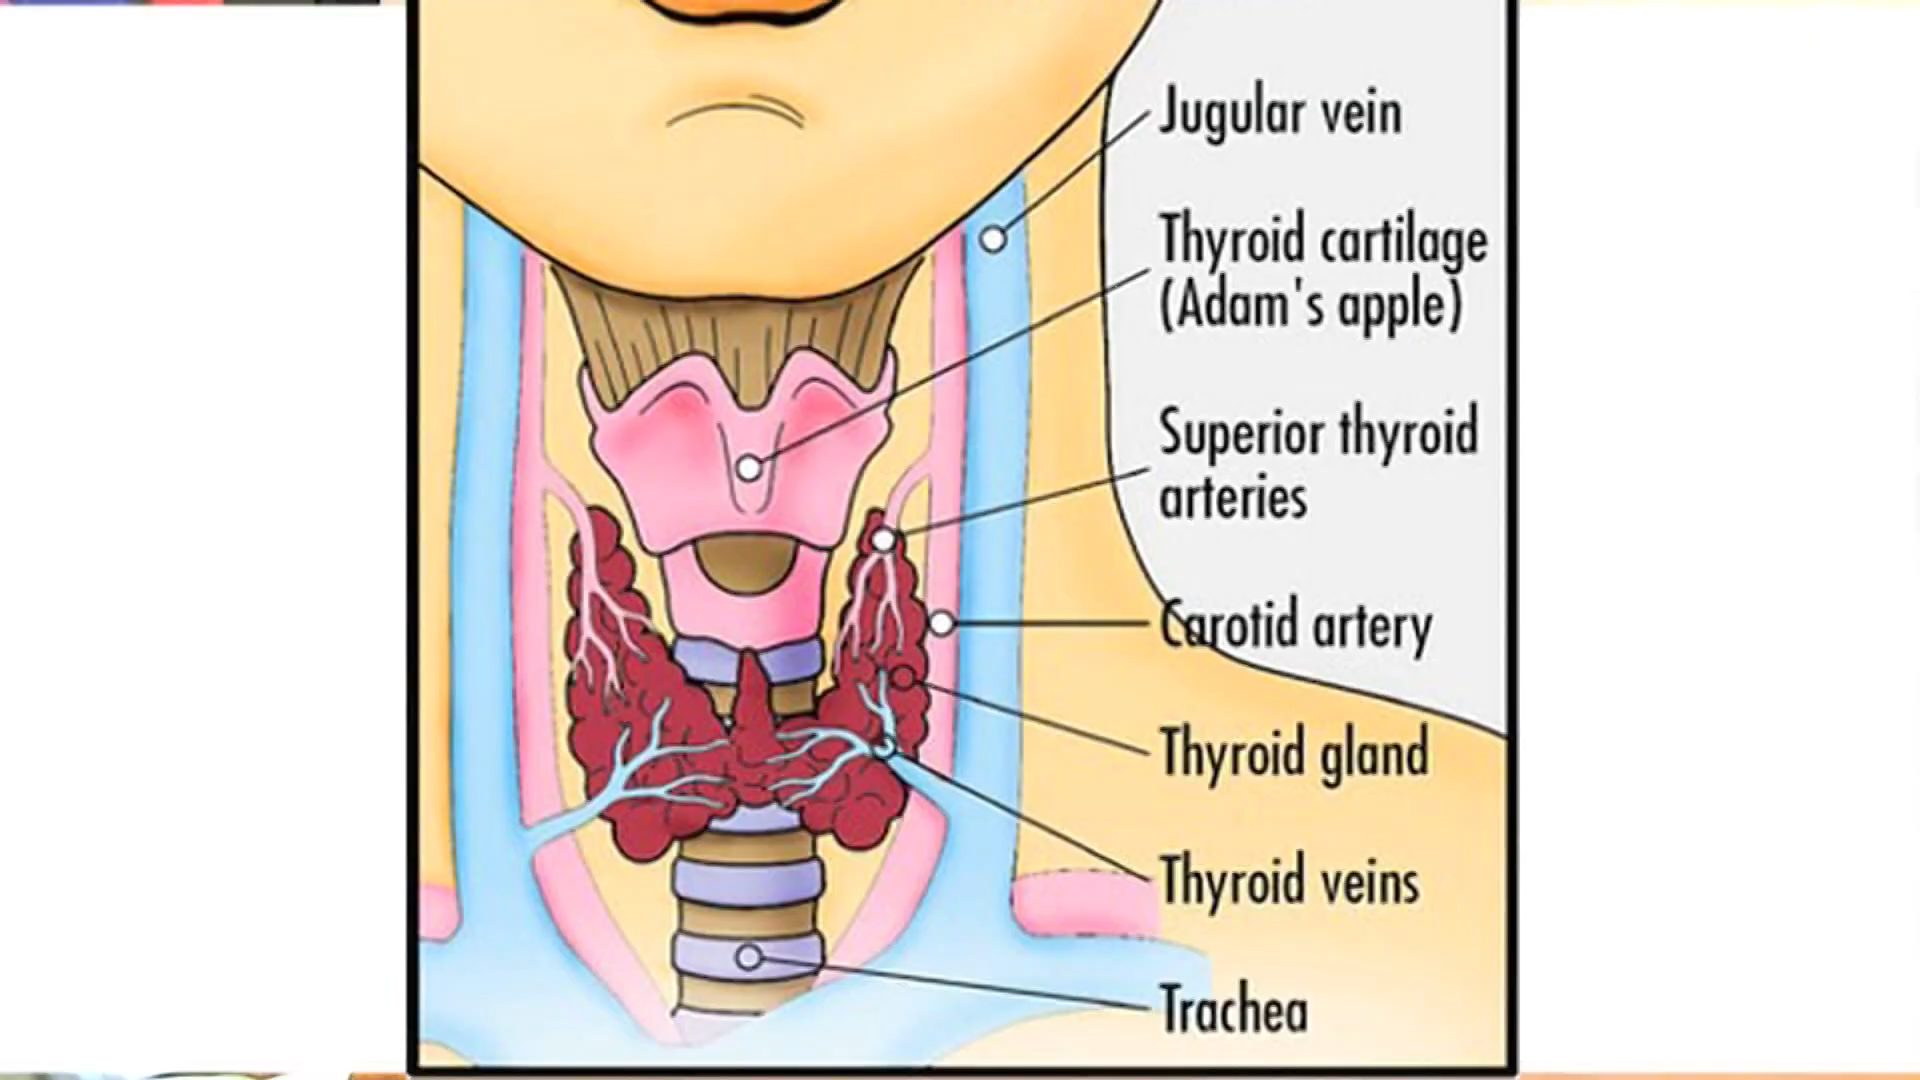 Jugular vein
Thyroid cartilage
(Adam's apple)
Superior thyroid
arteries
Carotid artery
Thyroid gland
Thyroid veins
Trachea